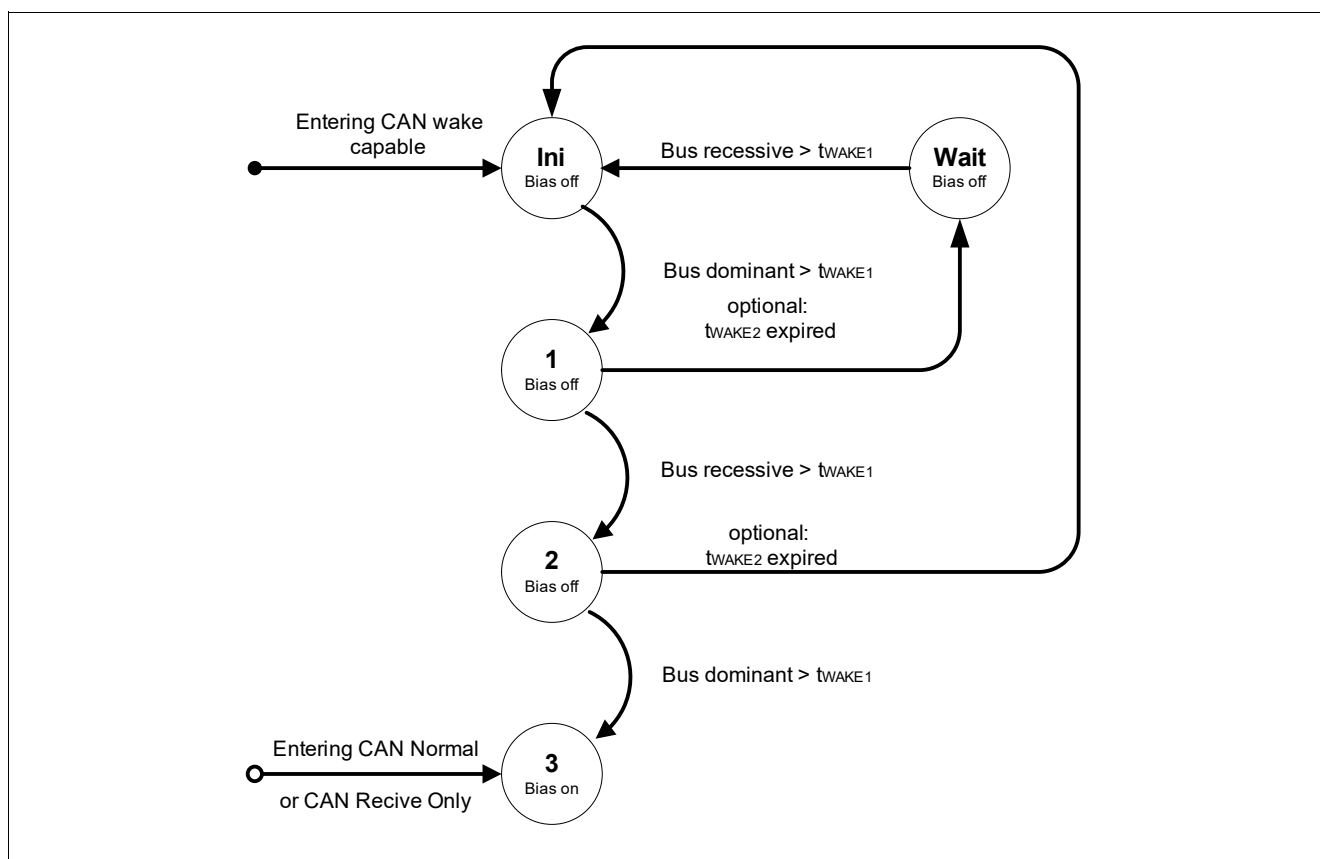 Entering CAN wake
capable
Ini
Bias off
Bus recessive > tWAKE1
Wait
Bias off
Bus dominant > tWAKE1
optional:
tWAKE2 expired
1
Bias off
Bus recessive > tWAKE1
optional:
tWAKE2 expired
2
Bias off
Bus dominant > tWAKE1
Entering CAN Normal
or CAN Recive Only
3
Bias on